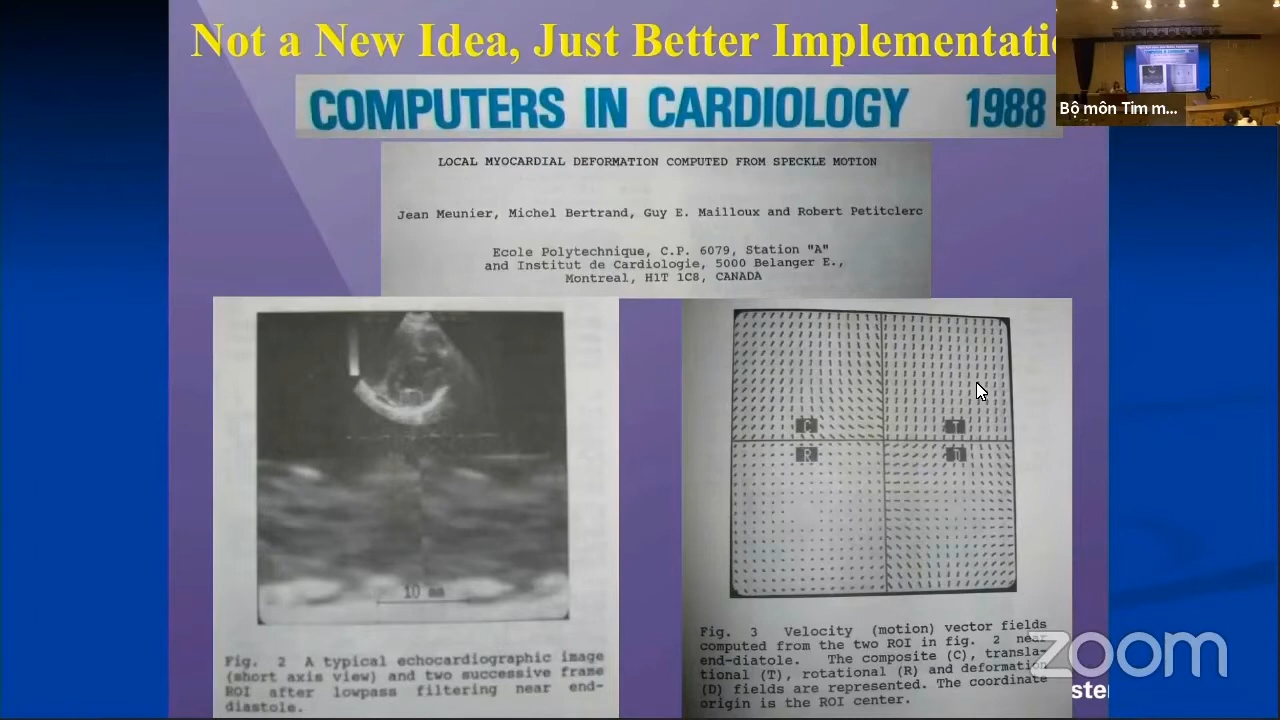 Not a New Idea, Just Better Implementatio
COMPUTERS IN CARDIOLOGY 1988
Bộ môn Tim m...
LOCAL MYOCARDIAL DEFORMATION COMPUTED FROM SPECKLE MOTION
Jean Meunier, Michel Bertrand, Guy E. Mailloux and Robert Petitclerc
Ecole Polytechnique, C.P. 6079, Station "A"
and Institut de Cardiologie, 5000 Belanger E.,
Montreal, H1T 1C8, CANADA
C
T
R
D
10 mm
Fig. 2 A typical echocardiographic image
(short axis view) and two successive frame
ROI after lowpass filtering near end-
diastole.
Fig. 3 Velocity (motion) vector fields
computed from the two ROI in fig. 2 near
end-diatole. The composite (C), transla-
tional (T), rotational (R) and deformation
(D) fields are represented. The coordinate
origin is the ROI center.
zoom
ste